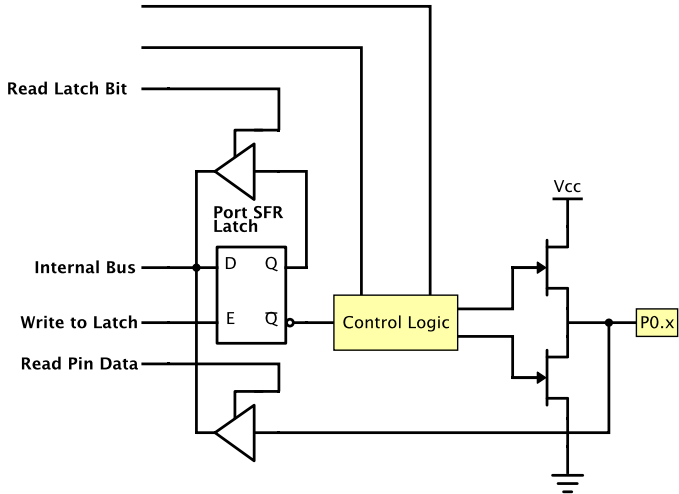 Read Latch Bit
Vcc
Port SFR
Latch
Internal Bus
D Q
Write to Latch
E Q̅
Control Logic
P0.x
Read Pin Data